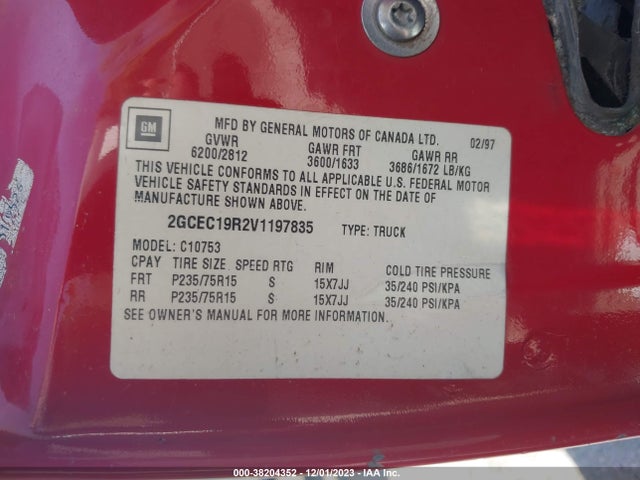 GM
MFD BY GENERAL MOTORS OF CANADA LTD. 02/97
GVWR GAWR FRT GAWR RR
6200/2812 3600/1633 3686/1672 LB/KG
THIS VEHICLE CONFORMS TO ALL APPLICABLE U.S. FEDERAL MOTOR
VEHICLE SAFETY STANDARDS IN EFFECT ON THE DATE OF
MANUFACTURE SHOWN ABOVE.
2GCEC19R2V1197835 TYPE: TRUCK
MODEL: C10753
CPAY TIRE SIZE SPEED RTG RIM COLD TIRE PRESSURE
FRT P235/75R15 S 15X7JJ 35/240 PSI/KPA
RR P235/75R15 S 15X7JJ 35/240 PSI/KPA
SEE OWNER'S MANUAL FOR MORE INFORMATION.
000-38204352 - 12/01/2023 - IAA, Inc.